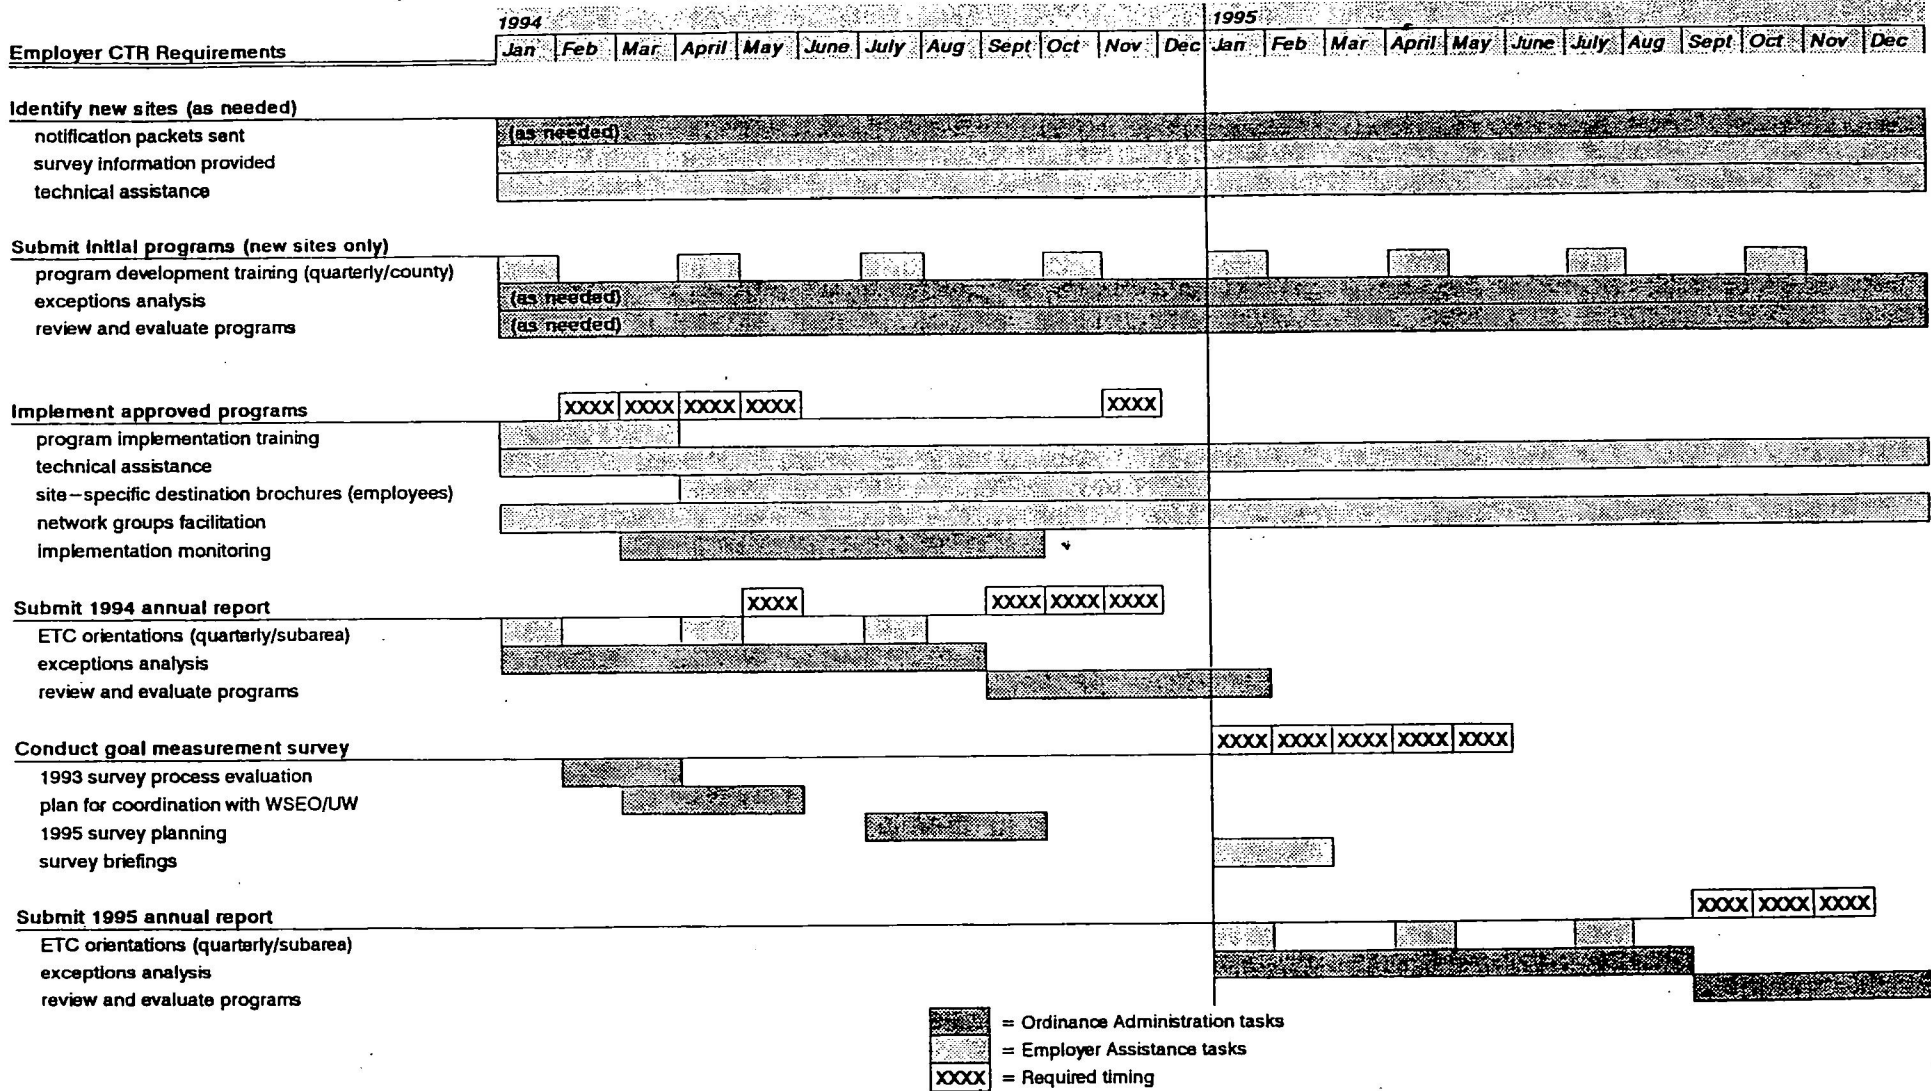 1994 1995
Employer CTR Requirements Jan Feb Mar April May June July Aug Sept Oct Nov Dec Jan Feb Mar April May June July Aug Sept Oct Nov Dec
Identify new sites (as needed)
notification packets sent (as needed)
survey information provided
technical assistance
Submit initial programs (new sites only)
program development training (quarterly/county)
exceptions analysis (as needed)
review and evaluate programs (as needed)
Implement approved programs XXXX XXXX XXXX XXXX XXXX
program implementation training
technical assistance
site-specific destination brochures (employees)
network groups facilitation
implementation monitoring
Submit 1994 annual report XXXX XXXX XXXX XXXX
ETC orientations (quarterly/subarea)
exceptions analysis
review and evaluate programs
Conduct goal measurement survey XXXX XXXX XXXX XXXX XXXX
1993 survey process evaluation
plan for coordination with WSEO/UW
1995 survey planning
survey briefings
Submit 1995 annual report XXXX XXXX XXXX
ETC orientations (quarterly/subarea)
exceptions analysis
review and evaluate programs
= Ordinance Administration tasks
= Employer Assistance tasks
XXXX = Required timing